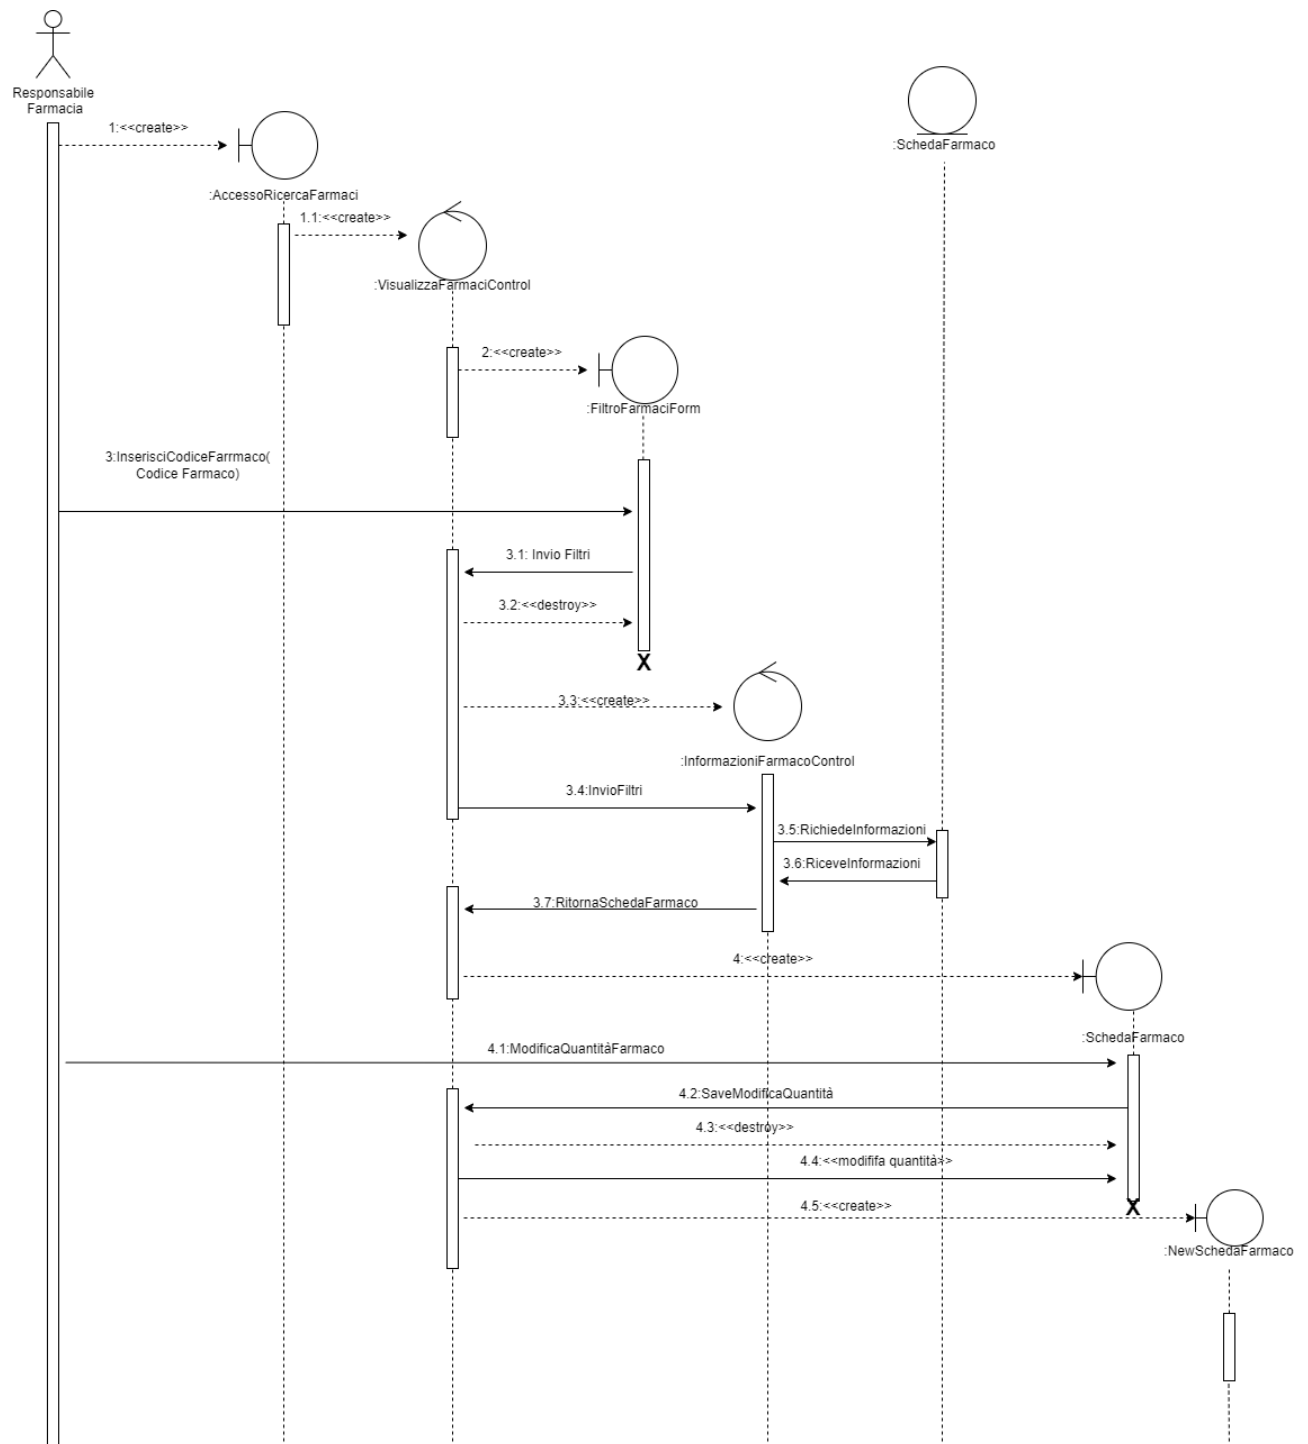 Responsabile
Farmacia
1:<<create>>
:SchedaFarmaco
:AccessoRicercaFarmaci
1.1:<<create>>
:VisualizzaFarmaciControl
2:<<create>>
:FiltroFarmaciForm
3:InserisciCodiceFarrmaco(
Codice Farmaco)
3.1: Invio Filtri
3.2:<<destroy>>
X
3.3:<<create>>
:InformazioniFarmacoControl
3.4:InvioFiltri
3.5:RichiedeInformazioni
3.6:RiceveInformazioni
3.7:RitornaSchedaFarmaco
4:<<create>>
:SchedaFarmaco
4.1:ModificaQuantitàFarmaco
4.2:SaveModificaQuantità
4.3:<<destroy>>
4.4:<<modififa quantità>>
4.5:<<create>>
X
:NewSchedaFarmaco